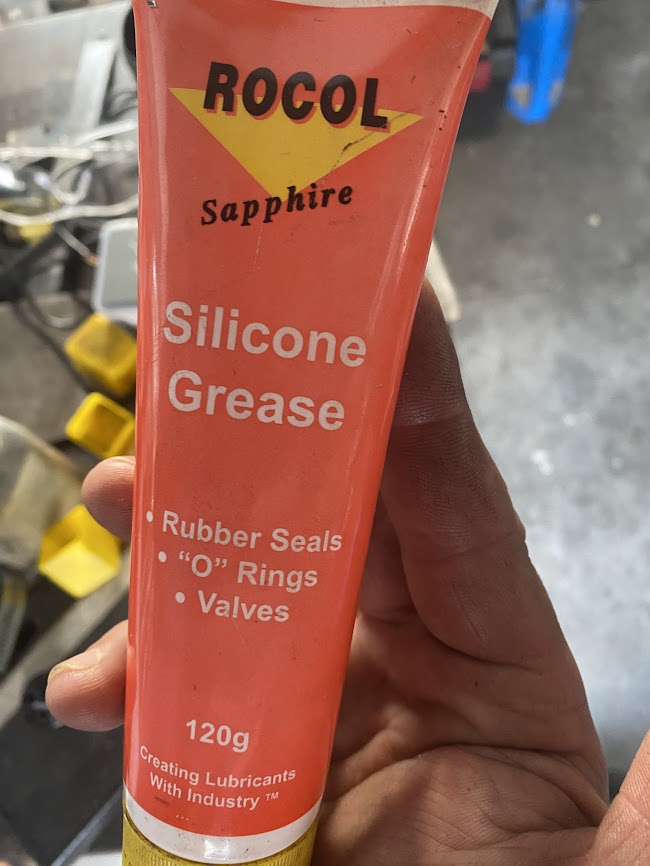 ROCOL
Sapphire
Silicone
Grease
• Rubber Seals
• “O” Rings
• Valves
120g
Creating Lubricants
With Industry ™